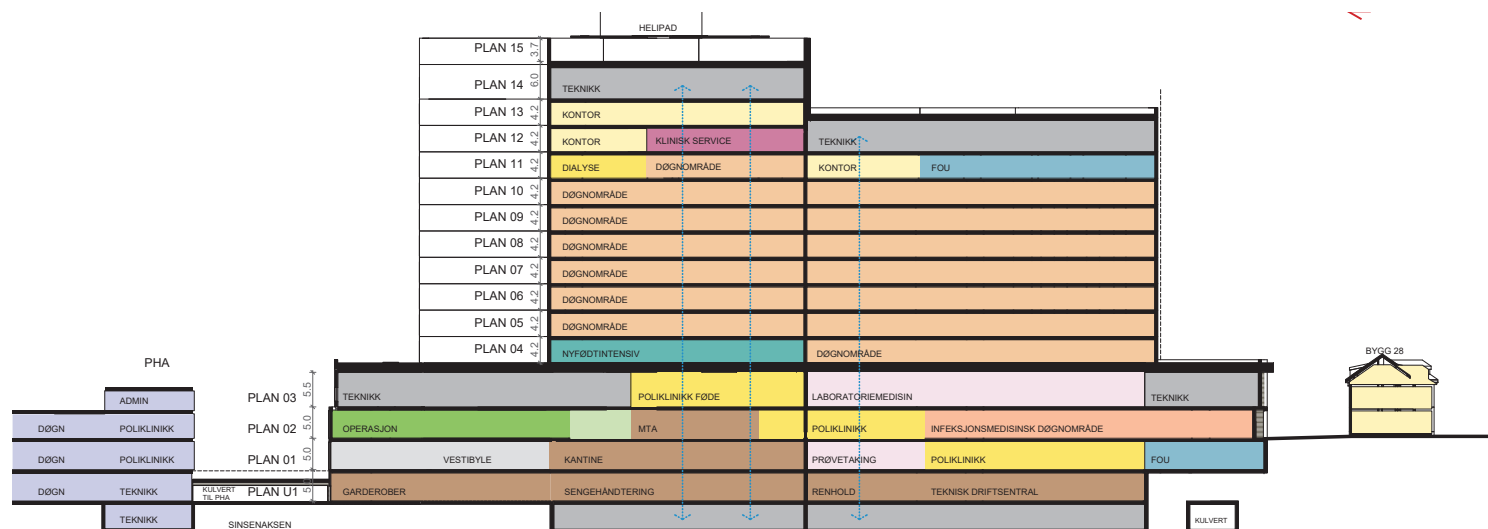 HELIPAD
PLAN 15 3.7
PLAN 14 6.0 TEKNIKK
PLAN 13 4.2 KONTOR
PLAN 12 4.2 KONTOR KLINISK SERVICE TEKNIKK
PLAN 11 4.2 DIALYSE DØGNOMRÅDE KONTOR FOU
PLAN 10 4.2 DØGNOMRÅDE
PLAN 09 4.2 DØGNOMRÅDE
PLAN 08 4.2 DØGNOMRÅDE
PLAN 07 4.2 DØGNOMRÅDE
PLAN 06 4.2 DØGNOMRÅDE
PLAN 05 4.2 DØGNOMRÅDE
PLAN 04 4.2 NYFØDTINTENSIV DØGNOMRÅDE
PHA BYGG 28
ADMIN PLAN 03 5.5 TEKNIKK POLIKLINIKK FØDE LABORATORIEMEDISIN TEKNIKK
DØGN POLIKLINIKK PLAN 02 5.0 OPERASJON MTA POLIKLINIKK INFEKSJONSMEDISINSK DØGNOMRÅDE
DØGN POLIKLINIKK PLAN 01 5.0 VESTIBYLE KANTINE PRØVETAKING POLIKLINIKK FOU
DØGN TEKNIKK KULVERT
TIL PHA PLAN U1 5.0 GARDEROBER SENGEHÅNDTERING RENHOLD TEKNISK DRIFTSENTRAL
TEKNIKK SINSENAKSEN KULVERT